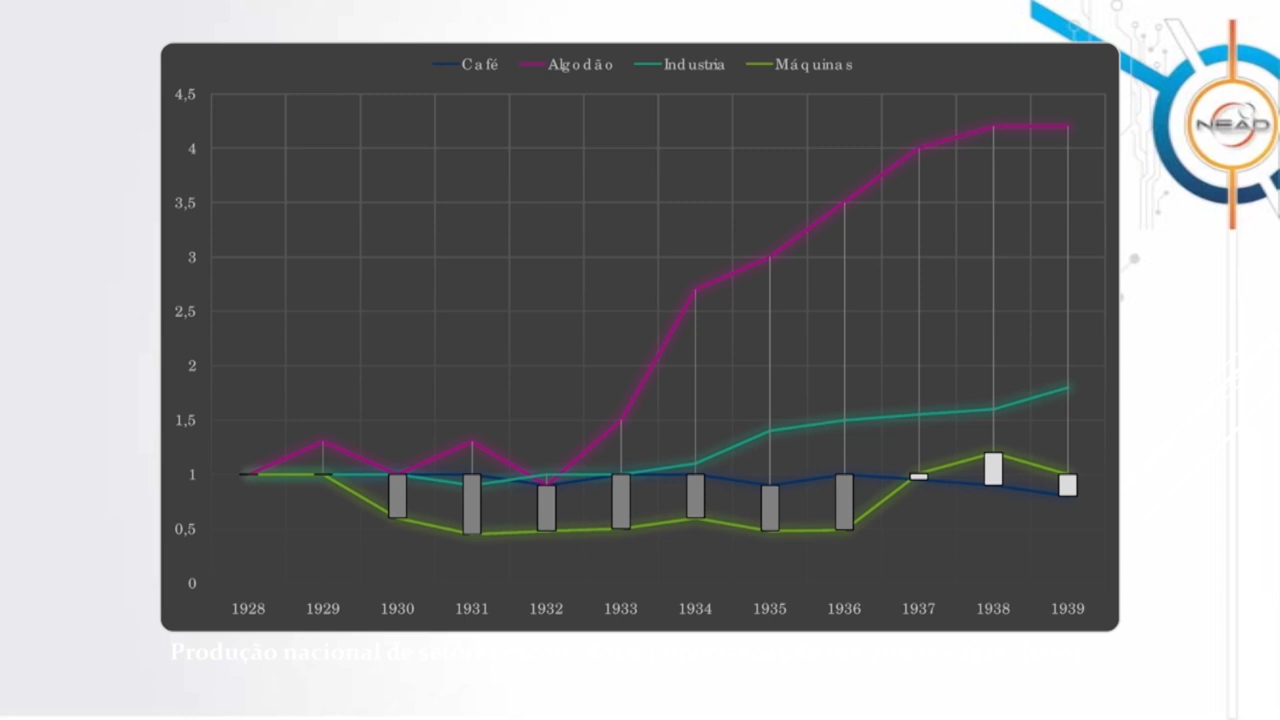 Café Algodão Industria Máquinas
4,5
4
3,5
3
2,5
2
1,5
1
0,5
0
1928 1929 1930 1931 1932 1933 1934 1935 1936 1937 1938 1939
Produção nacional de
NEAD